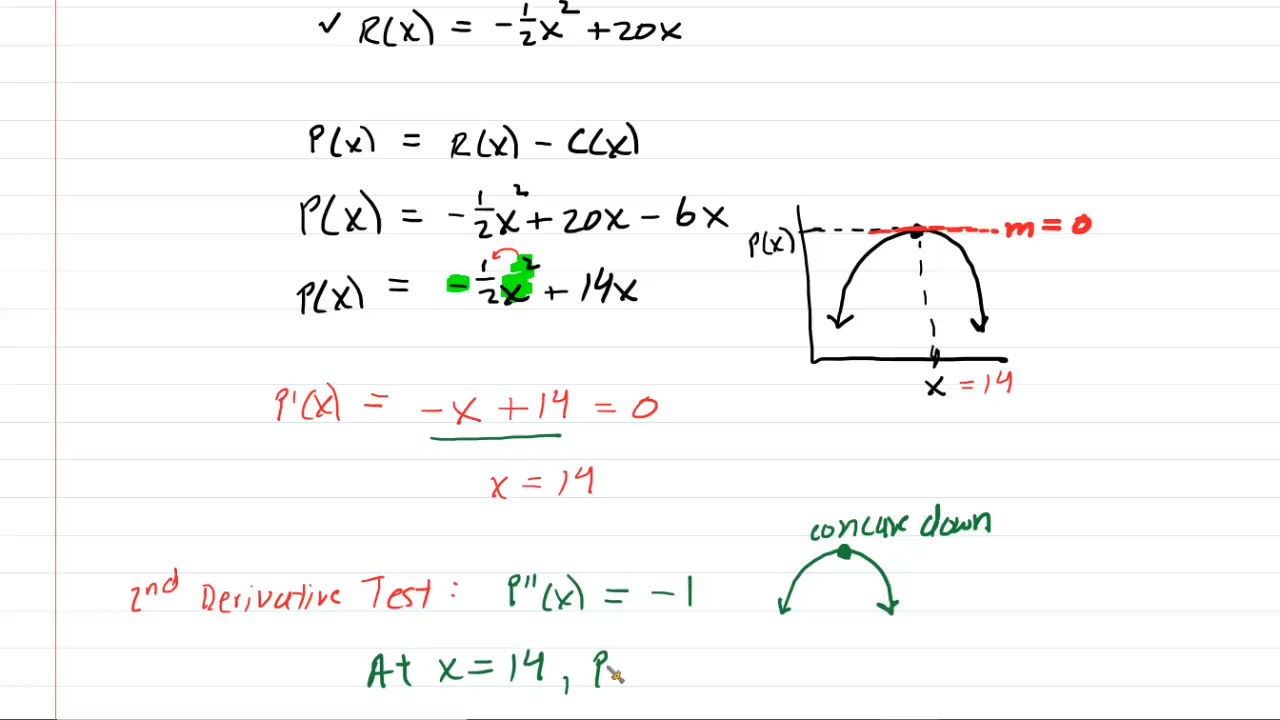 ✓ R(x) = -½x² + 20x
P(x) = R(x) - C(x)
P(x) = -½x² + 20x - 6x
P(x) = -½x² + 14x
P(x)
m = 0
x = 14
P'(x) = -x + 14 = 0
x = 14
concave down
2nd Derivative Test : P''(x) = -1
At x = 14 , P